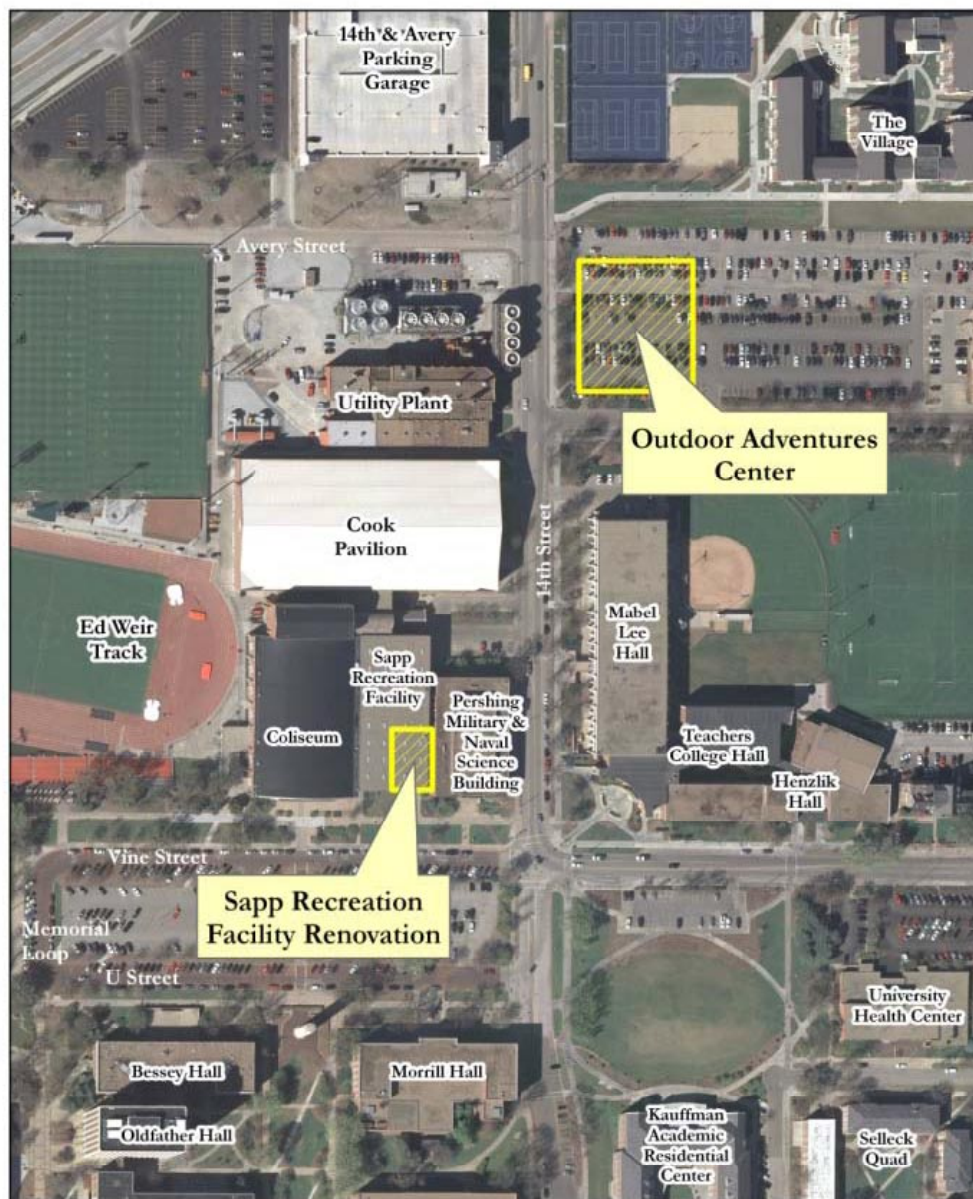 14th & Avery
Parking
Garage
The
Village
Avery Street
Utility Plant
Outdoor Adventures
Center
Cook
Pavilion
14th Street
Ed Weir
Track
Mabel
Lee
Hall
Sapp
Recreation
Facility
Pershing
Military &
Naval
Science
Building
Coliseum
Teachers
College Hall
Henzlik
Hall
Vine Street
Sapp Recreation
Facility Renovation
Memorial
Loop
U Street
University
Health Center
Bessey Hall
Morrill Hall
Oldfather Hall
Kauffman
Academic
Residential
Center
Selleck
Quad